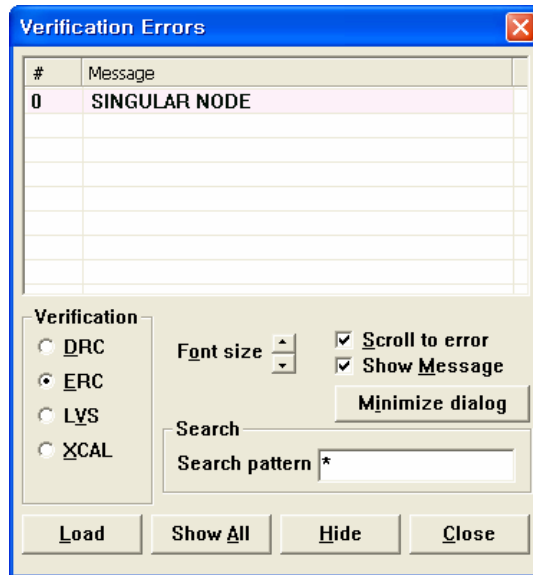 Verification Errors
# Message
0 SINGULAR NODE
Verification
DRC
ERC
LVS
XCAL
Font size
Scroll to error
Show Message
Minimize dialog
Search
Search pattern *
Load Show All Hide Close